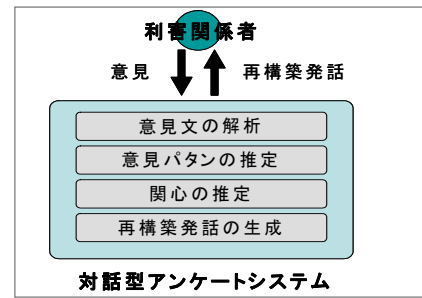 利害関係者
意見 再構築発話
意見文の解析
意見パタンの推定
関心の推定
再構築発話の生成
対話型アンケートシステム